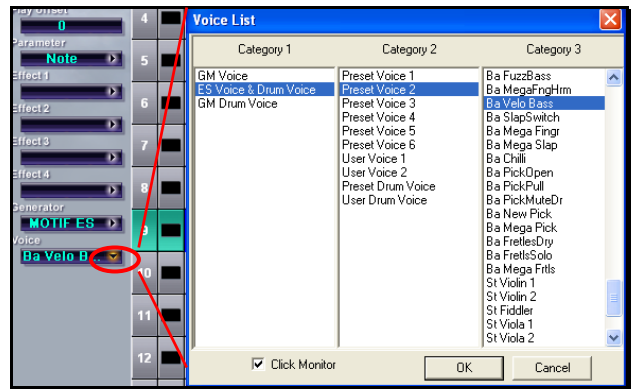 Play Offset
0
Parameter
Note
Effect 1
Effect 2
Effect 3
Effect 4
Generator
MOTIF ES
Voice
Ba Velo B...
4
5
6
7
8
9
10
11
12
Voice List
Category 1
GM Voice
ES Voice & Drum Voice
GM Drum Voice
Category 2
Preset Voice 1
Preset Voice 2
Preset Voice 3
Preset Voice 4
Preset Voice 5
Preset Voice 6
User Voice 1
User Voice 2
Preset Drum Voice
User Drum Voice
Category 3
Ba FuzzBass
Ba MegaFngHrm
Ba Velo Bass
Ba SlapSwitch
Ba Mega Fingr
Ba Mega Slap
Ba Chilli
Ba PickOpen
Ba PickPull
Ba PickMuteDr
Ba New Pick
Ba Mega Pick
Ba FretlesDry
Ba FretlsSolo
Ba Mega Frtls
St Violin 1
St Violin 2
St Fiddler
St Viola 1
St Viola 2
Click Monitor
OK
Cancel